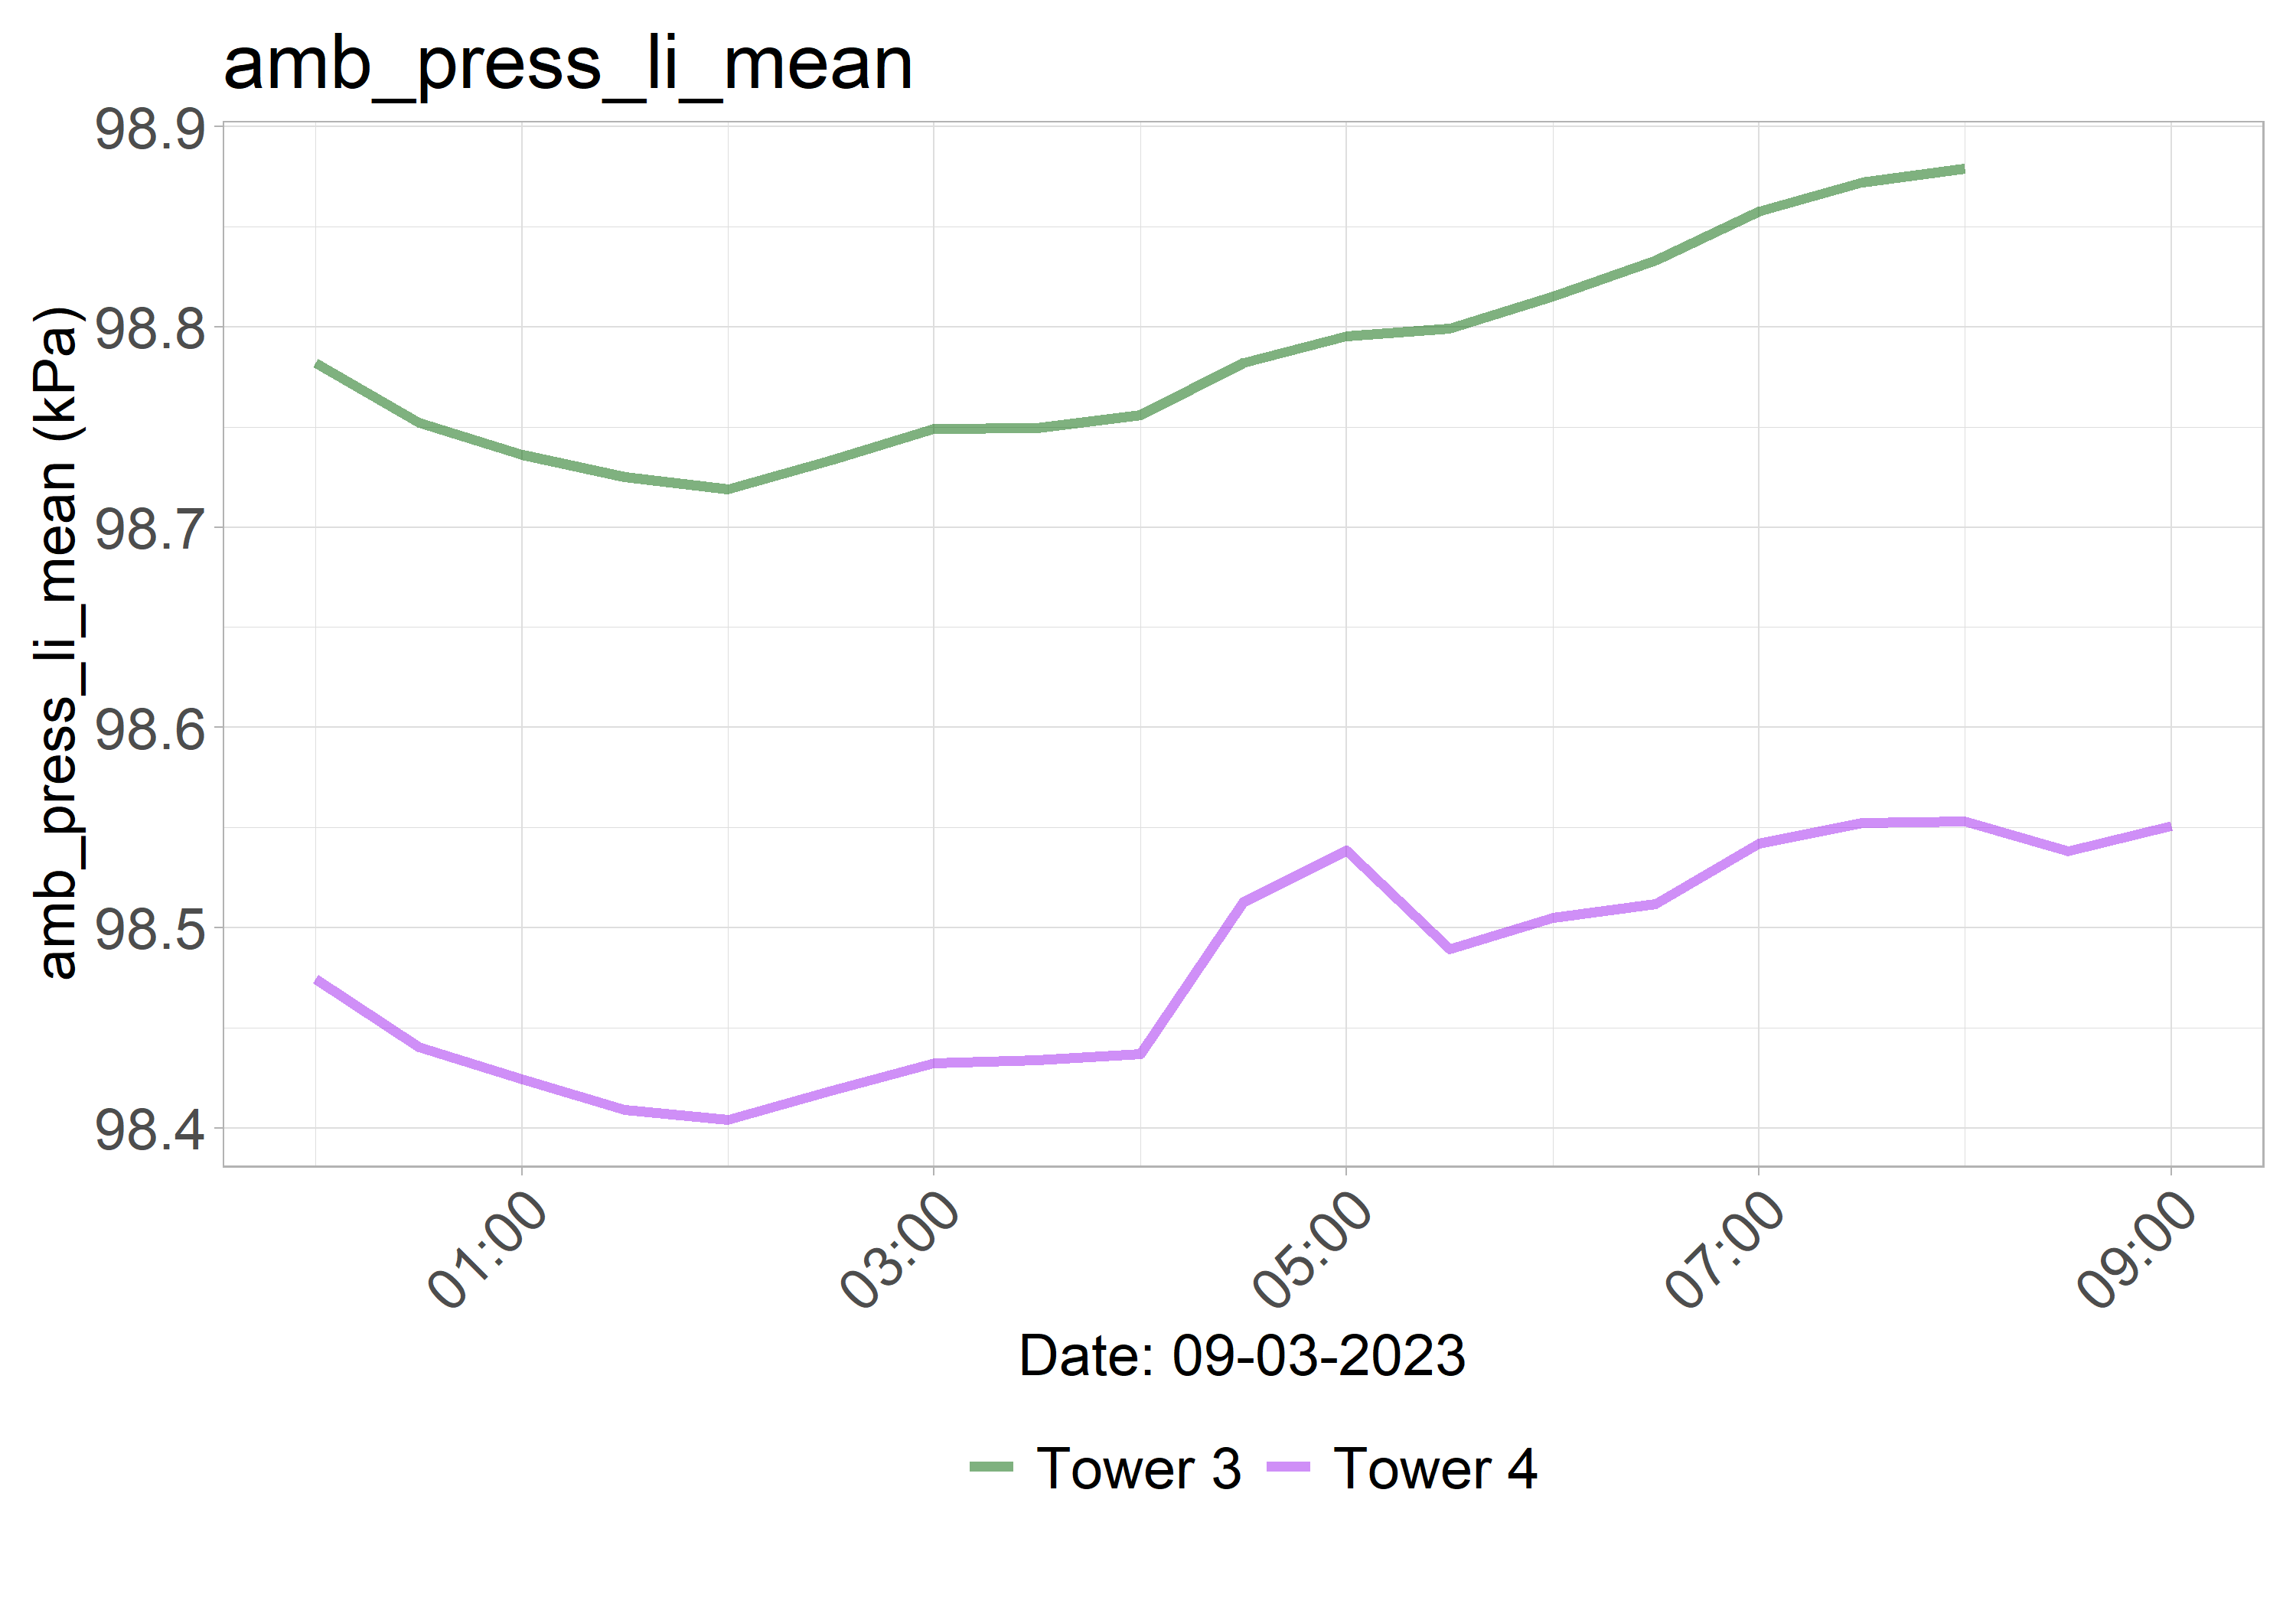 amb_press_li_mean
amb_press_li_mean (kPa)
98.9
98.8
98.7
98.6
98.5
98.4
01:00
03:00
05:00
07:00
09:00
Date: 09-03-2023
Tower 3 Tower 4